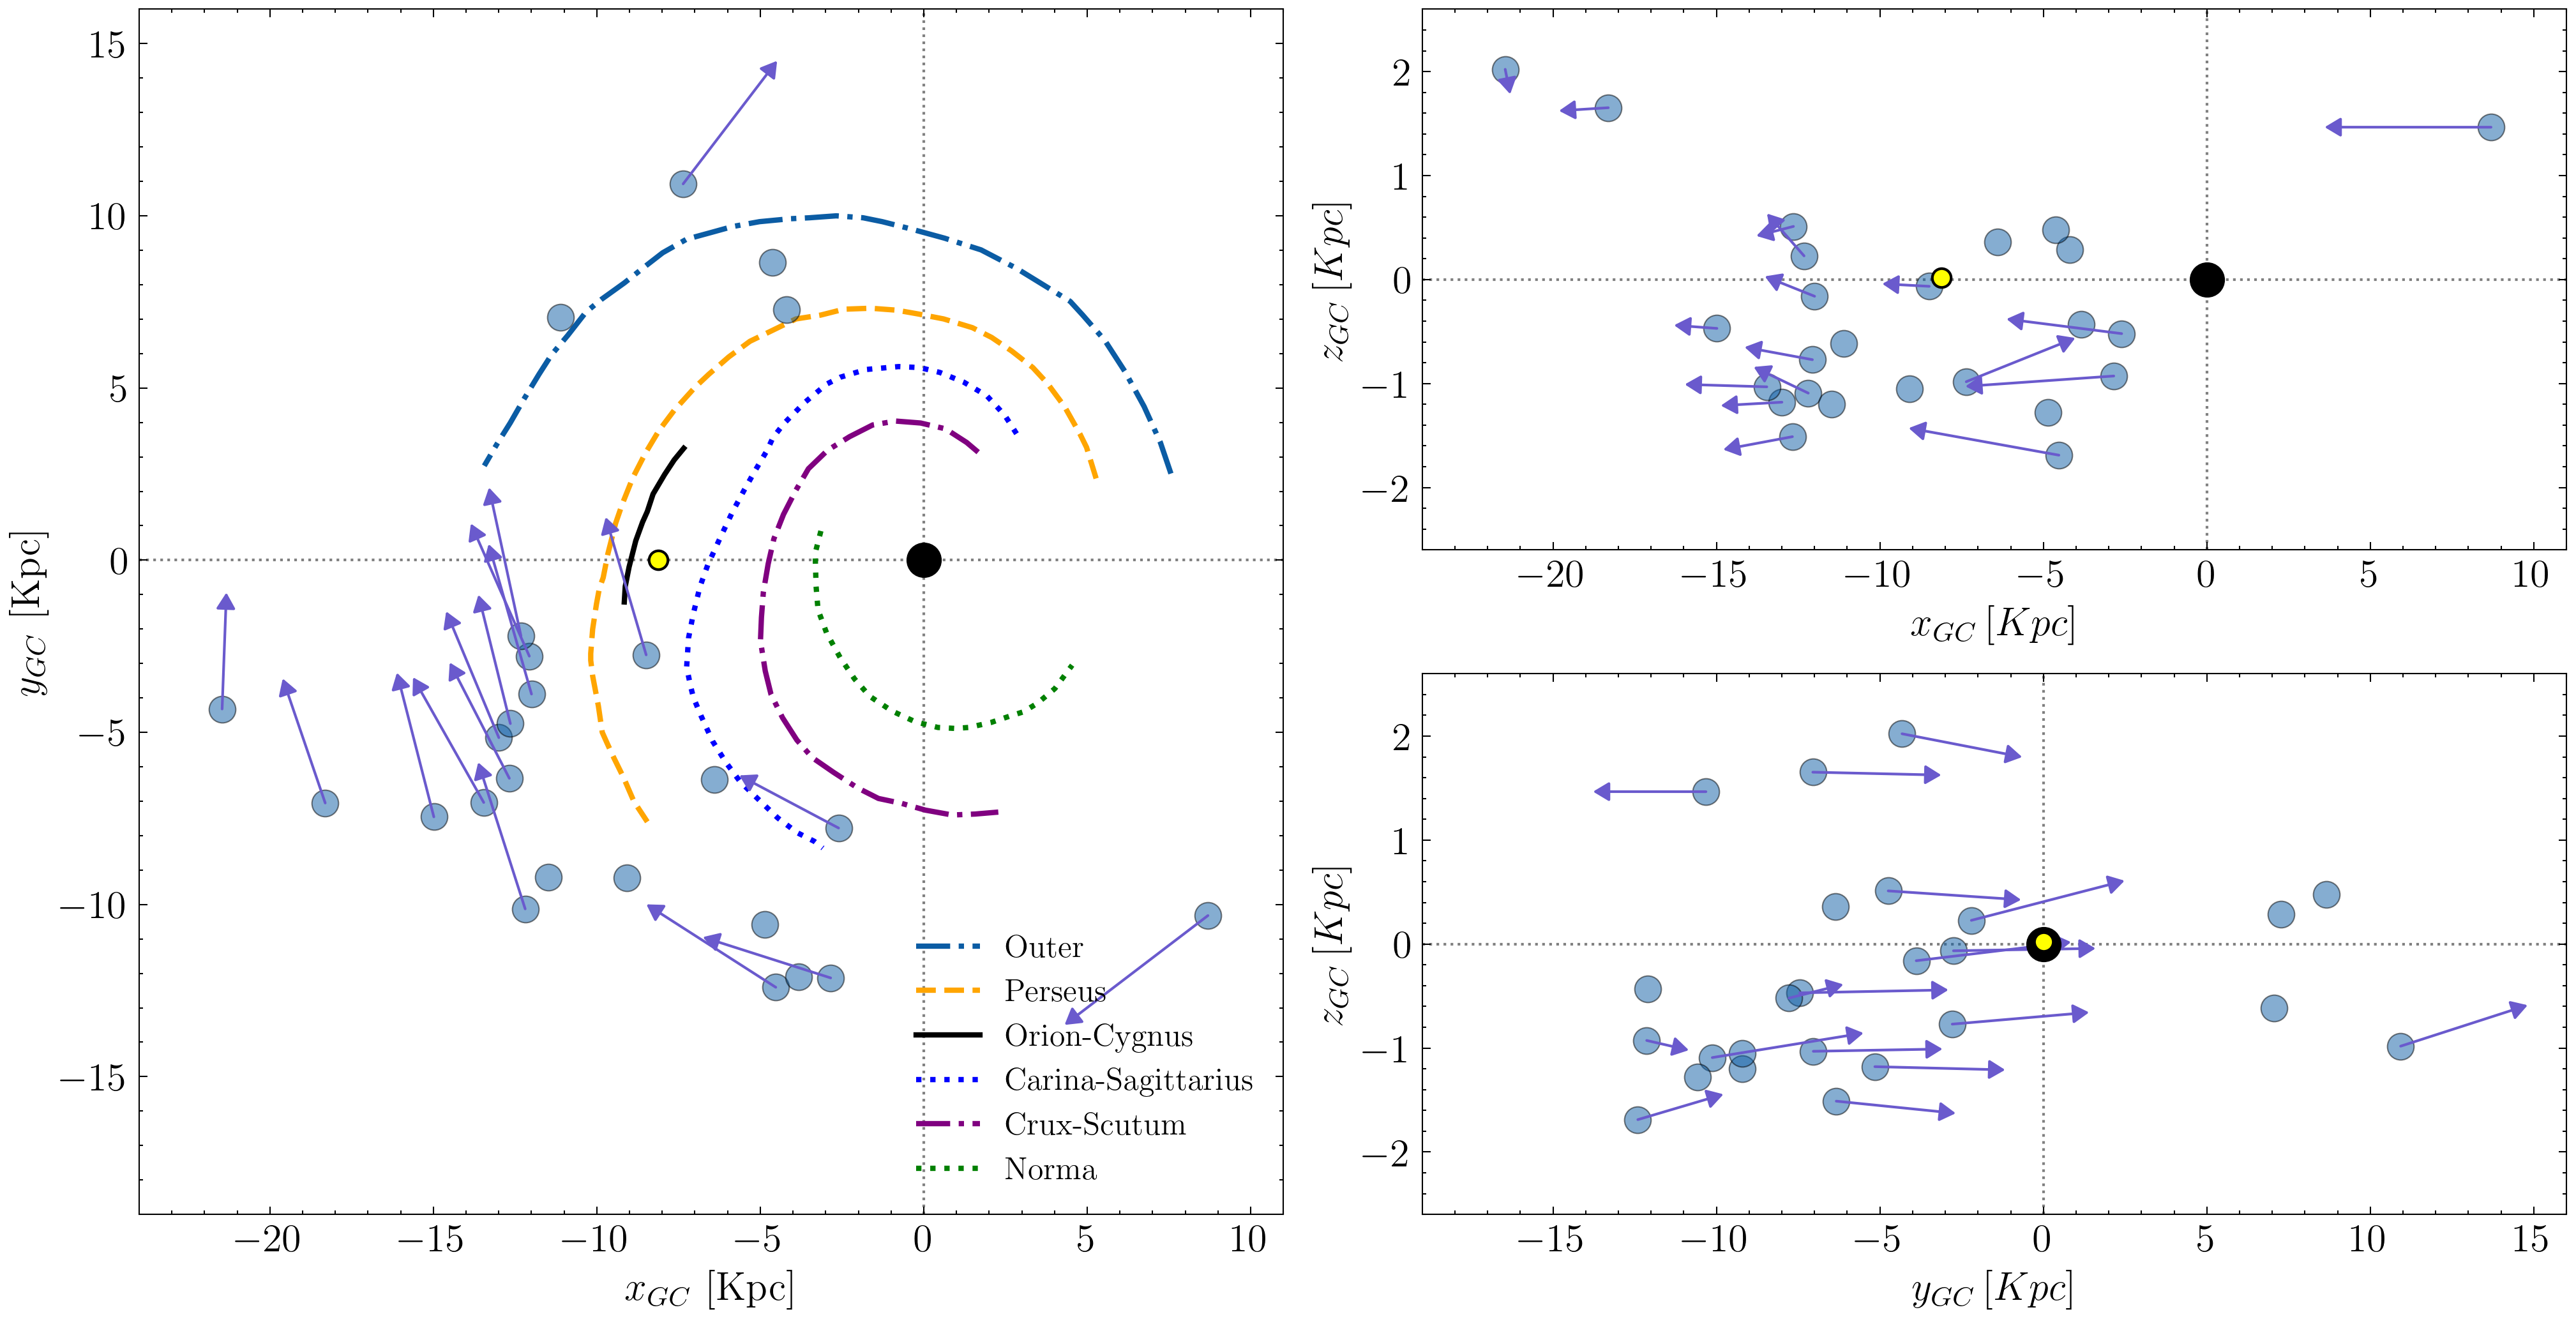 15
10
5
0
−5
−10
−15
y_GC [Kpc]
−20 −15 −10 −5 0 5 10
x_GC [Kpc]
Outer
Perseus
Orion-Cygnus
Carina-Sagittarius
Crux-Scutum
Norma
2
1
0
−1
−2
z_GC [Kpc]
−20 −15 −10 −5 0 5 10
x_GC [Kpc]
2
1
0
−1
−2
z_GC [Kpc]
−15 −10 −5 0 5 10 15
y_GC [Kpc]